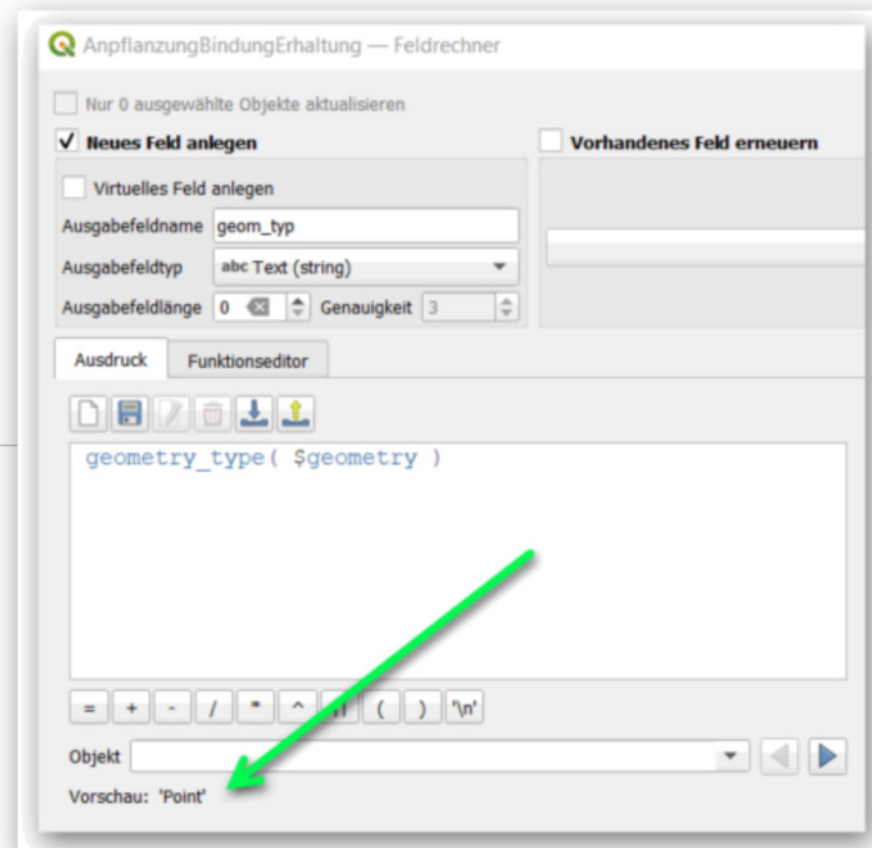 AnpflanzungBindungErhaltung — Feldrechner
Nur 0 ausgewählte Objekte aktualisieren
Neues Feld anlegen
Vorhandenes Feld erneuern
Virtuelles Feld anlegen
Ausgabefeldname geom_typ
Ausgabefeldtyp abc Text (string)
Ausgabefeldlänge 0 Genauigkeit 3
Ausdruck Funktionseditor
geometry_type( $geometry )
= + - / * ^ ( ) '\n'
Objekt
Vorschau: 'Point'